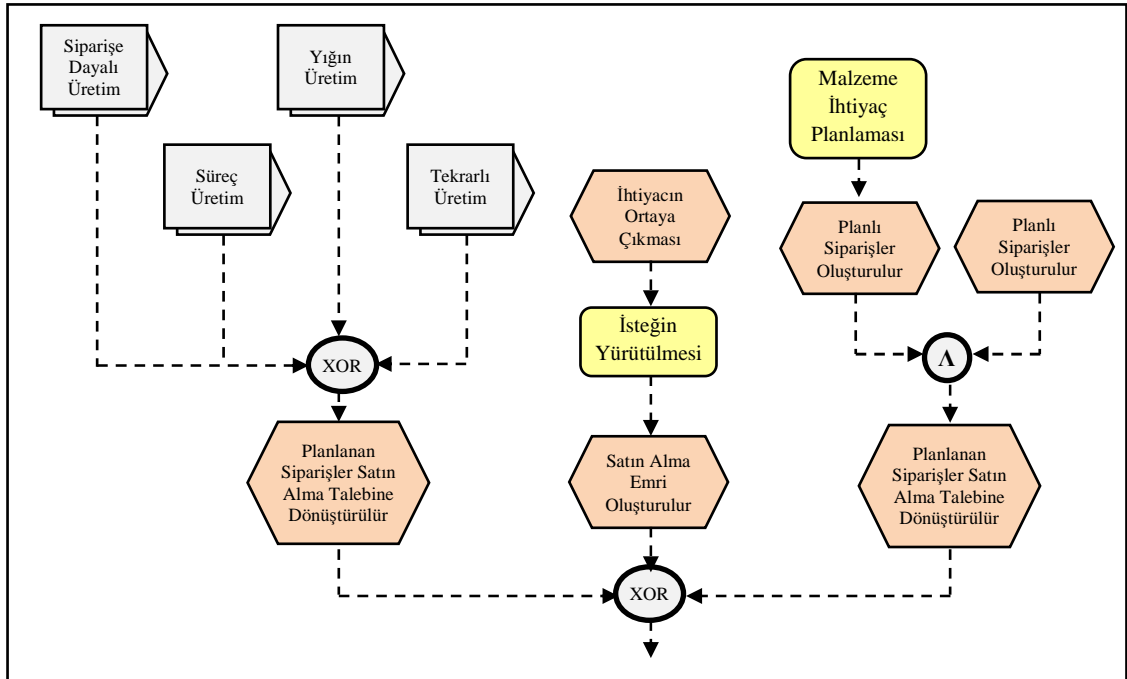 Siparişe
Dayalı
Üretim
Yığın
Üretim
Süreç
Üretim
Tekrarlı
Üretim
XOR
Planlanan
Siparişler Satın
Alma Talebine
Dönüştürülür
İhtiyacın
Ortaya
Çıkması
İsteğin
Yürütülmesi
Satın Alma
Emri
Oluşturulur
XOR
Malzeme
İhtiyaç
Planlaması
Planlı
Siparişler
Oluşturulur
Planlı
Siparişler
Oluşturulur
Λ
Planlanan
Siparişler Satın
Alma Talebine
Dönüştürülür